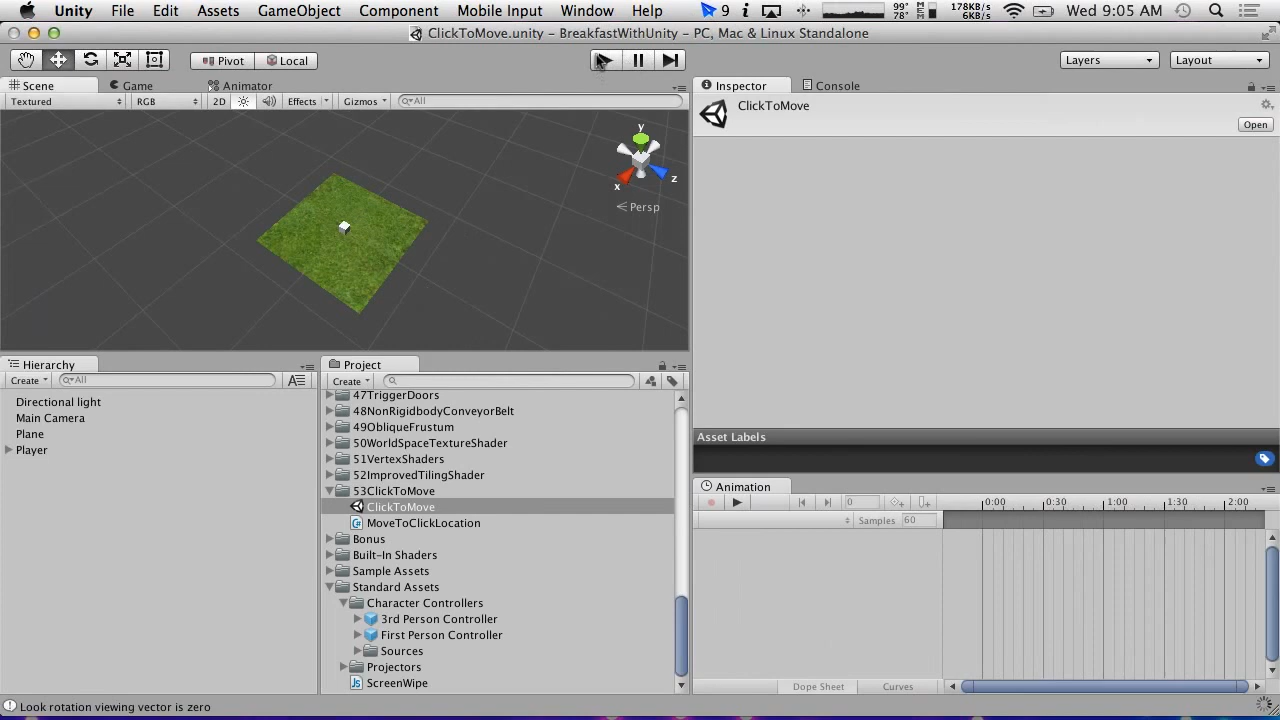 Unity File Edit Assets GameObject Component Mobile Input Window Help 9 99° 78° 178KB/s 6KB/s Wed 9:05 AM
ClickToMove.unity – BreakfastWithUnity – PC, Mac & Linux Standalone
Pivot Local Layers Layout
Scene Game Animator
Textured RGB 2D Effects Gizmos All
y
x z
Persp
Inspector Console
ClickToMove
Open
Asset Labels
Hierarchy
Create All
Directional light
Main Camera
Plane
Player
Project
Create
47TriggerDoors
48NonRigidbodyConveyorBelt
49ObliqueFrustum
50WorldSpaceTextureShader
51VertexShaders
52ImprovedTilingShader
53ClickToMove
ClickToMove
MoveToClickLocation
Bonus
Built-In Shaders
Sample Assets
Standard Assets
Character Controllers
3rd Person Controller
First Person Controller
Sources
Projectors
ScreenWipe
Animation
0 0:00 0:30 1:00 1:30 2:00
Samples 60
Dope Sheet Curves
Look rotation viewing vector is zero